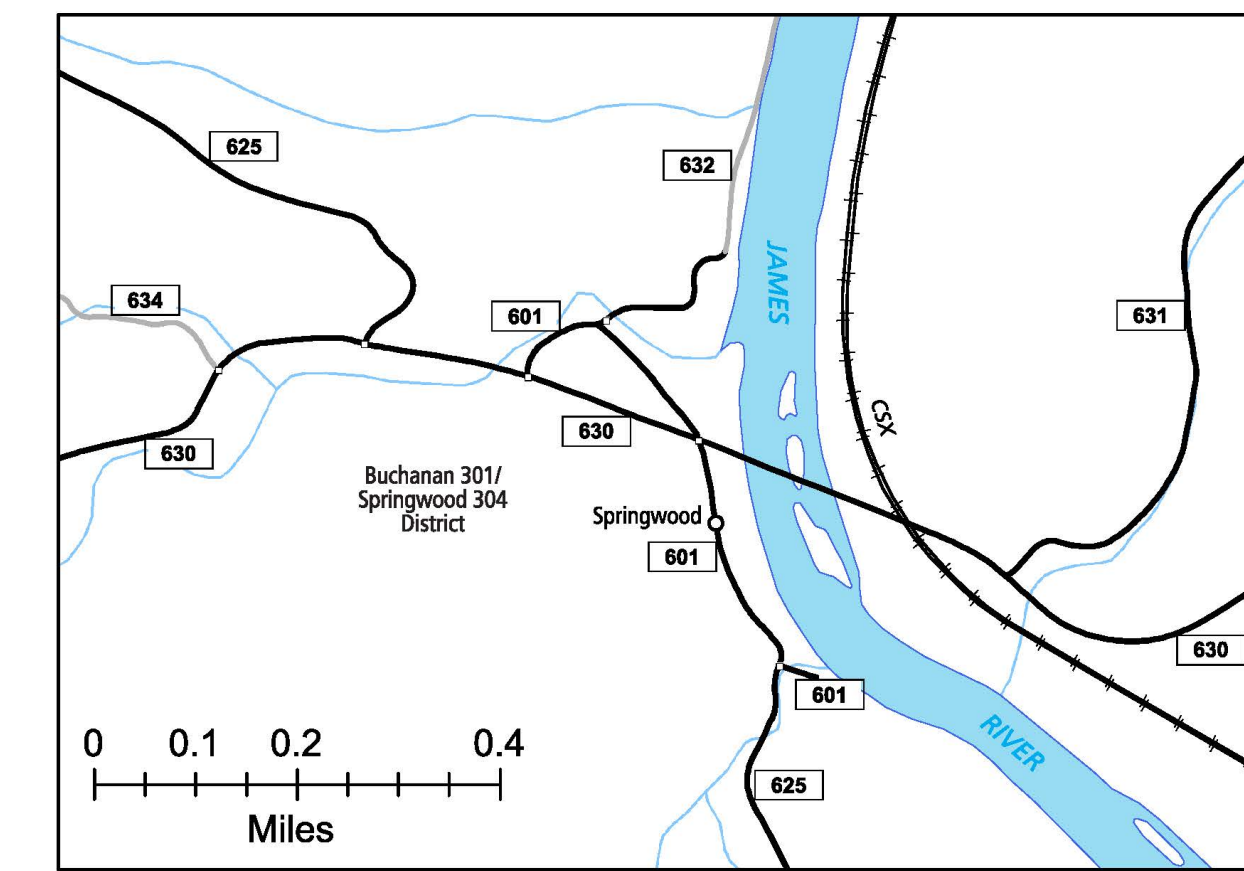 625
632
JAMES
634
601
631
CSX
630
630
Buchanan 301/
Springwood 304
District
Springwood
601
630
601
RIVER
0 0.1 0.2 0.4
625
Miles